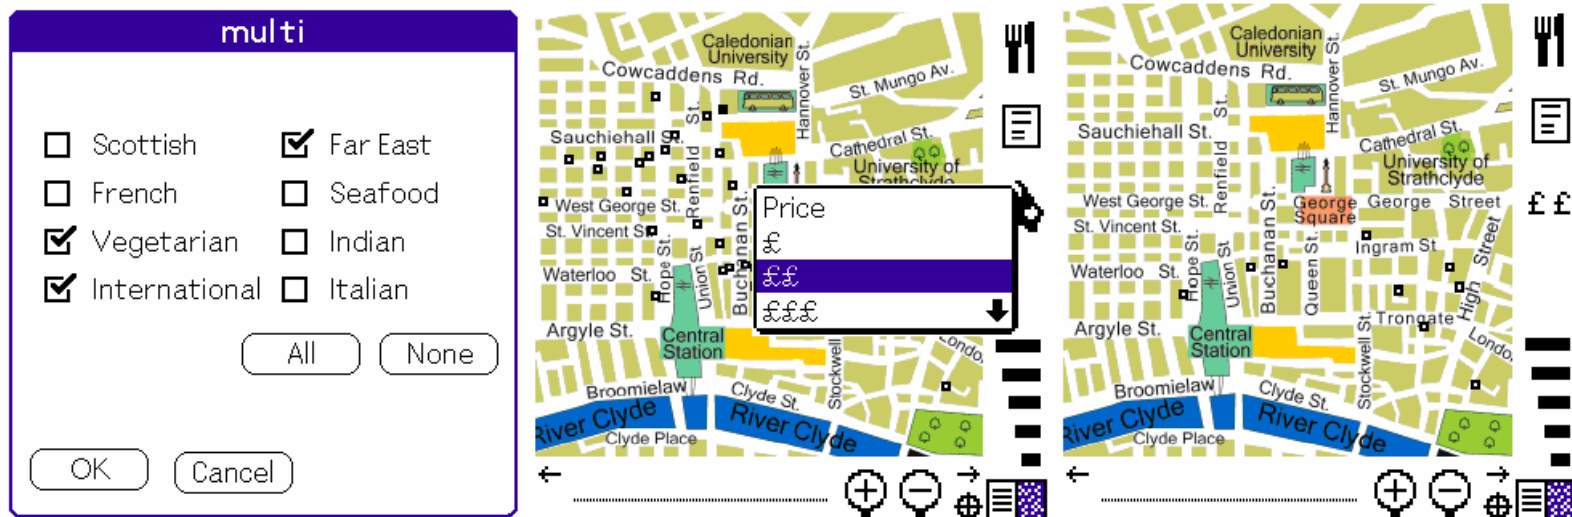 multi
Scottish
Far East
French
Seafood
Vegetarian
Indian
International
Italian
All
None
OK
Cancel
Caledonian
University
Cowcaddens Rd.
Hannover St.
St. Mungo Av.
St.
Sauchiehall St.
Cathedral St.
University of
Strathclyde
Renfield
West George St.
St. Vincent St.
Buchanan St.
Hope St.
Union St
Waterloo St.
Price
£
££
£££
Argyle St.
Central
Station
Stockwell
Londo
Broomielaw
Clyde St.
River Clyde
River Clyde
Clyde Place
Caledonian
University
Cowcaddens Rd.
Hannover St.
St. Mungo Av.
St.
Sauchiehall St.
Cathedral St.
University of
Strathclyde
Renfield
West George St.
George
Square
George Street
££
St. Vincent St.
Buchanan St.
Queen St.
Ingram St
High Street
Hope St.
Union St
Waterloo St.
Trongate
Argyle St.
Central
Station
Stockwell St.
Londo
Broomielaw
Clyde St.
River Clyde
River Clyde
Clyde Place